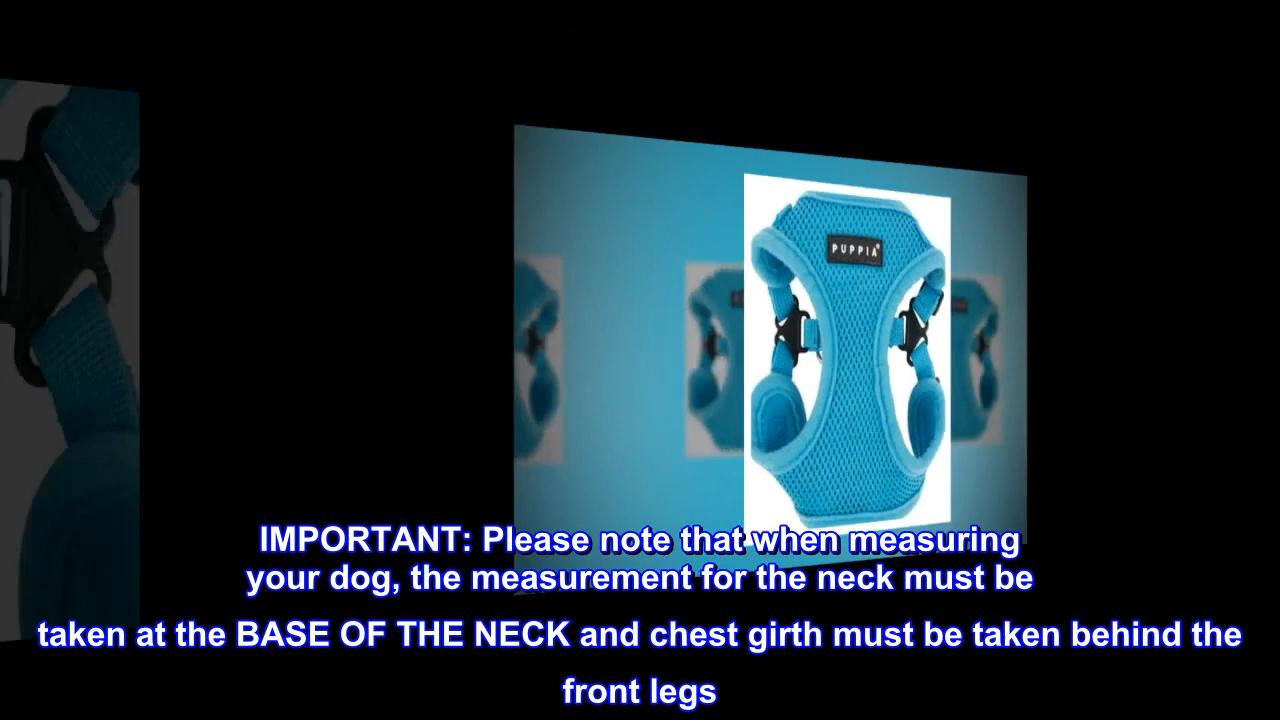 PUPPIA
IMPORTANT: Please note that when measuring
your dog, the measurement for the neck must be
taken at the BASE OF THE NECK and chest girth must be taken behind the
front legs